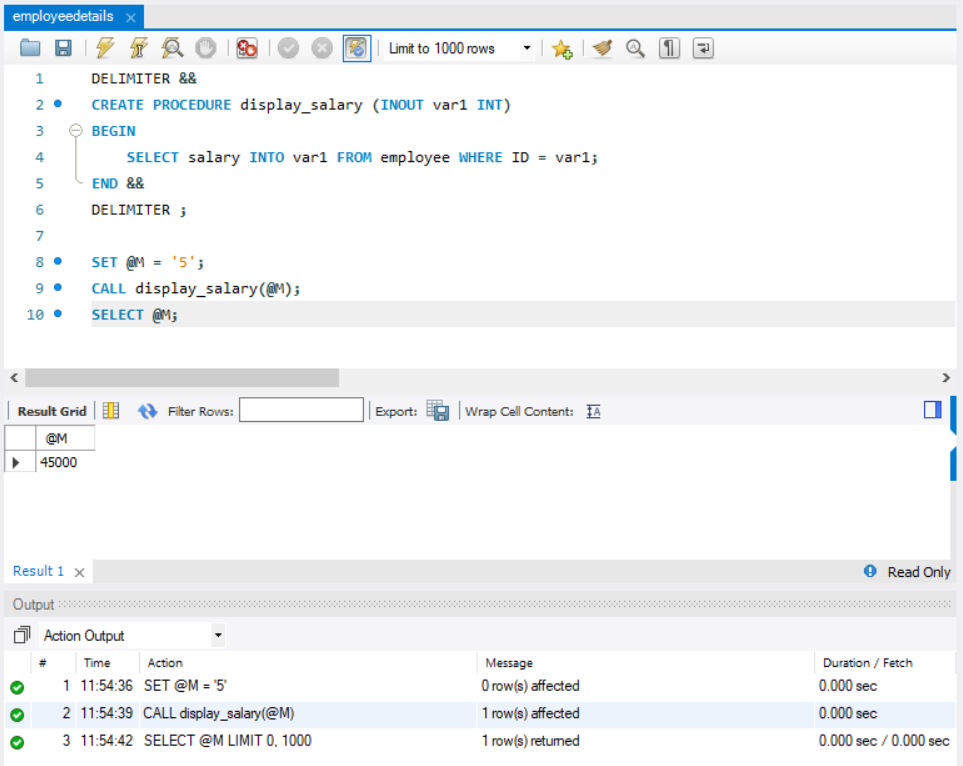 employeedetails
Limit to 1000 rows
1 DELIMITER &&
2 CREATE PROCEDURE display_salary (INOUT var1 INT)
3 BEGIN
4 SELECT salary INTO var1 FROM employee WHERE ID = var1;
5 END &&
6 DELIMITER ;
7
8 SET @M = '5';
9 CALL display_salary(@M);
10 SELECT @M;
Result Grid Filter Rows: Export: Wrap Cell Content:
@M
45000
Result 1 Read Only
Output
Action Output
# Time Action Message Duration / Fetch
1 11:54:36 SET @M = '5' 0 row(s) affected 0.000 sec
2 11:54:39 CALL display_salary(@M) 1 row(s) affected 0.000 sec
3 11:54:42 SELECT @M LIMIT 0, 1000 1 row(s) returned 0.000 sec / 0.000 sec